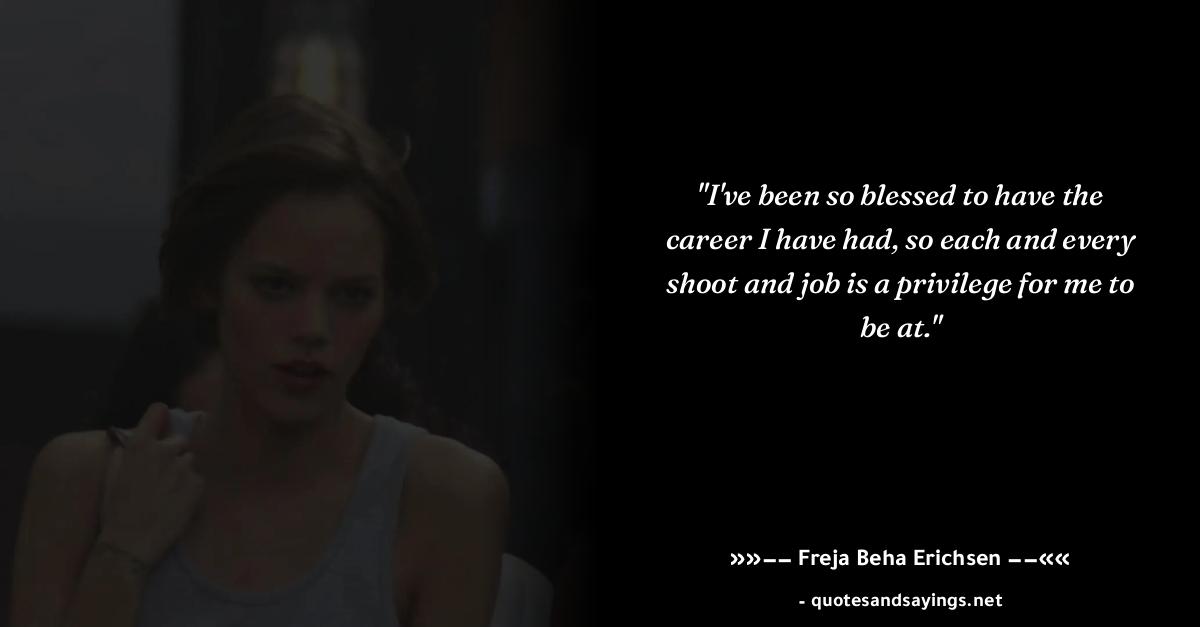 "I've been so blessed to have the
career I have had, so each and every
shoot and job is a privilege for me to
be at."
»»–– Freja Beha Erichsen ––««
- quotesandsayings.net